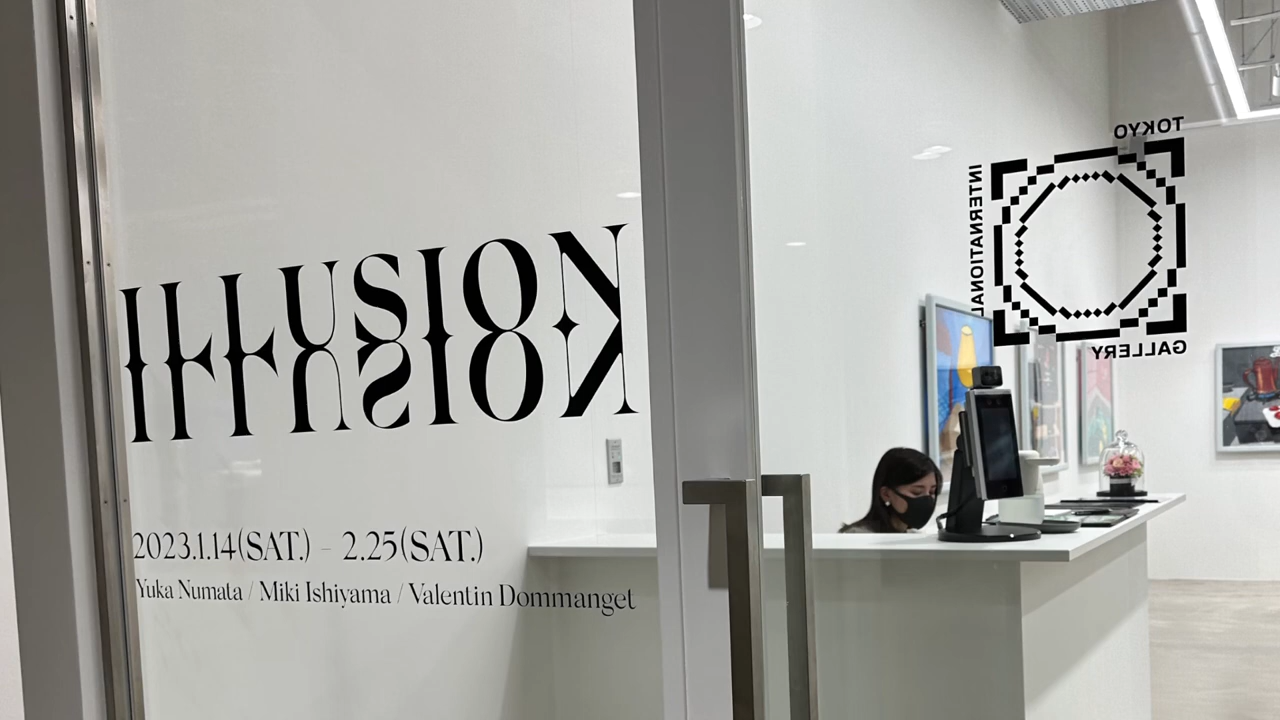 ILLUSION
2023.1.14(SAT.) – 2.25(SAT.)
Yuka Numata / Miki Ishiyama / Valentin Dommanget
TOKYO
INTERNATIONAL
GALLERY